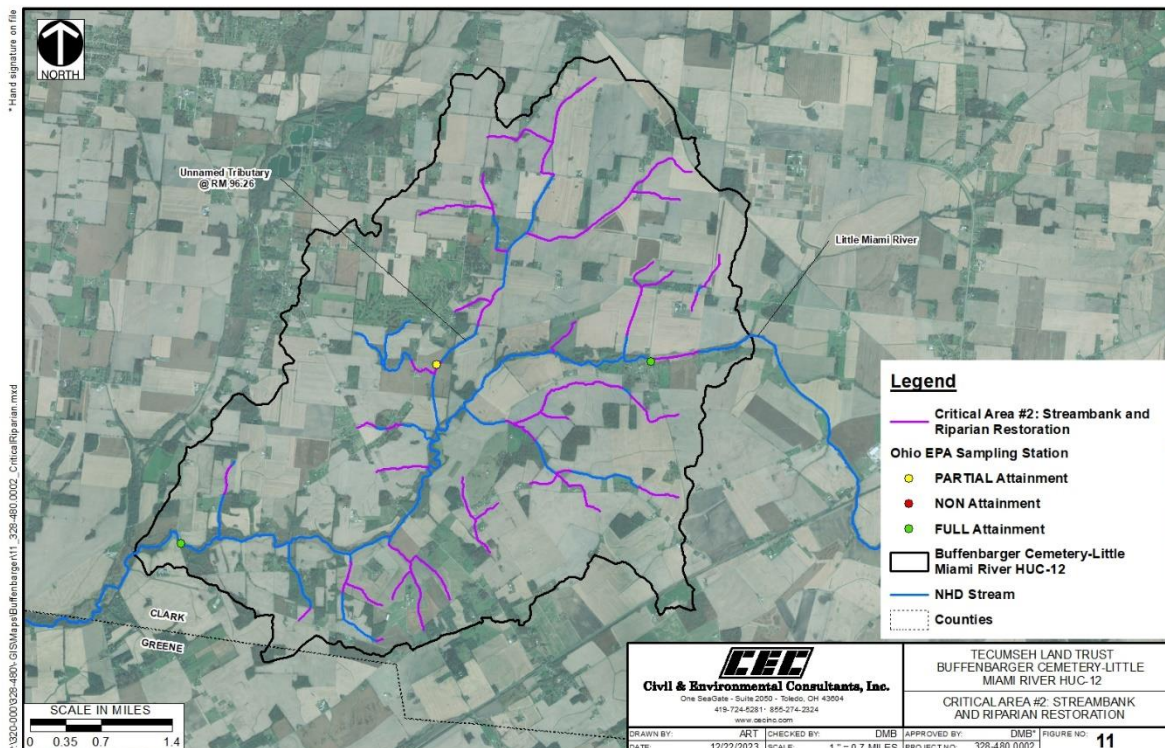 * Hand signature on file
NORTH
Unnamed Tributary
@ RM 96.26
Little Miami River
CLARK
GREENE
SCALE IN MILES
0 0.35 0.7 1.4
Legend
Critical Area #2: Streambank and
Riparian Restoration
Ohio EPA Sampling Station
PARTIAL Attainment
NON Attainment
FULL Attainment
Buffenbarger Cemetery-Little
Miami River HUC-12
NHD Stream
Counties
CEC
Civil & Environmental Consultants, Inc.
One SeaGate - Suite 2050 - Toledo, OH 43604
419-724-5281 · 855-274-2324
www.cecinc.com
TECUMSEH LAND TRUST
BUFFENBARGER CEMETERY-LITTLE
MIAMI RIVER HUC-12
CRITICAL AREA #2: STREAMBANK
AND RIPARIAN RESTORATION
DRAWN BY: ART CHECKED BY: DMB APPROVED BY: DMB* FIGURE NO:
11
DATE: 12/22/2023 SCALE: 1 " = 0.7 MILES PROJECT NO: 328-480.0002